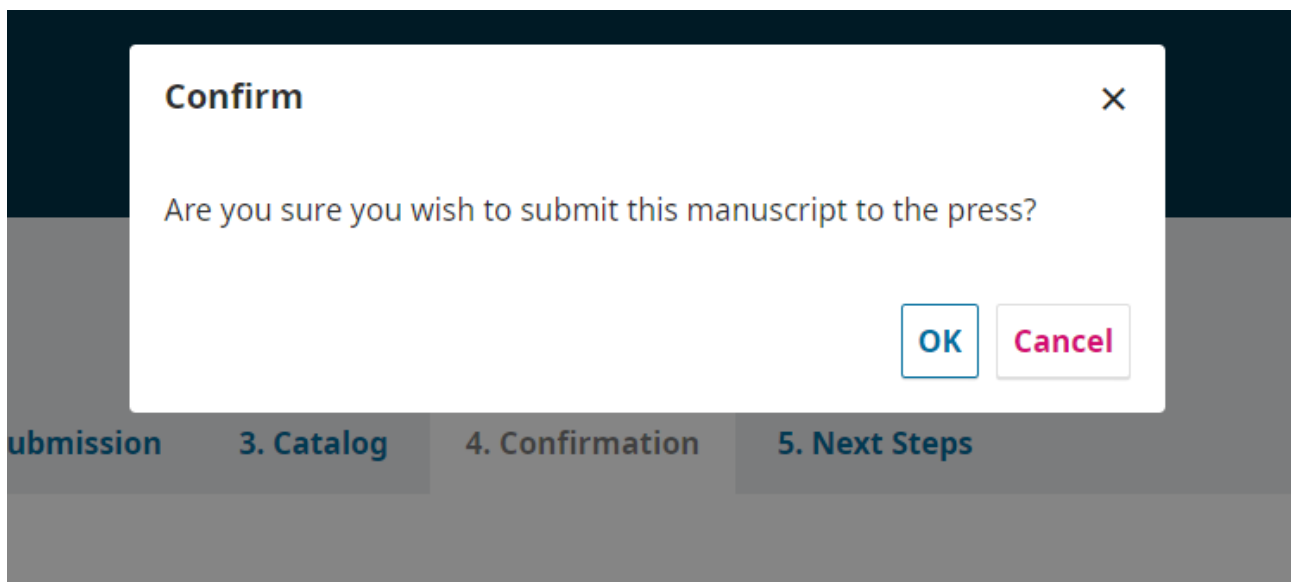 Confirm ×
Are you sure you wish to submit this manuscript to the press?
OK Cancel
ubmission 3. Catalog 4. Confirmation 5. Next Steps